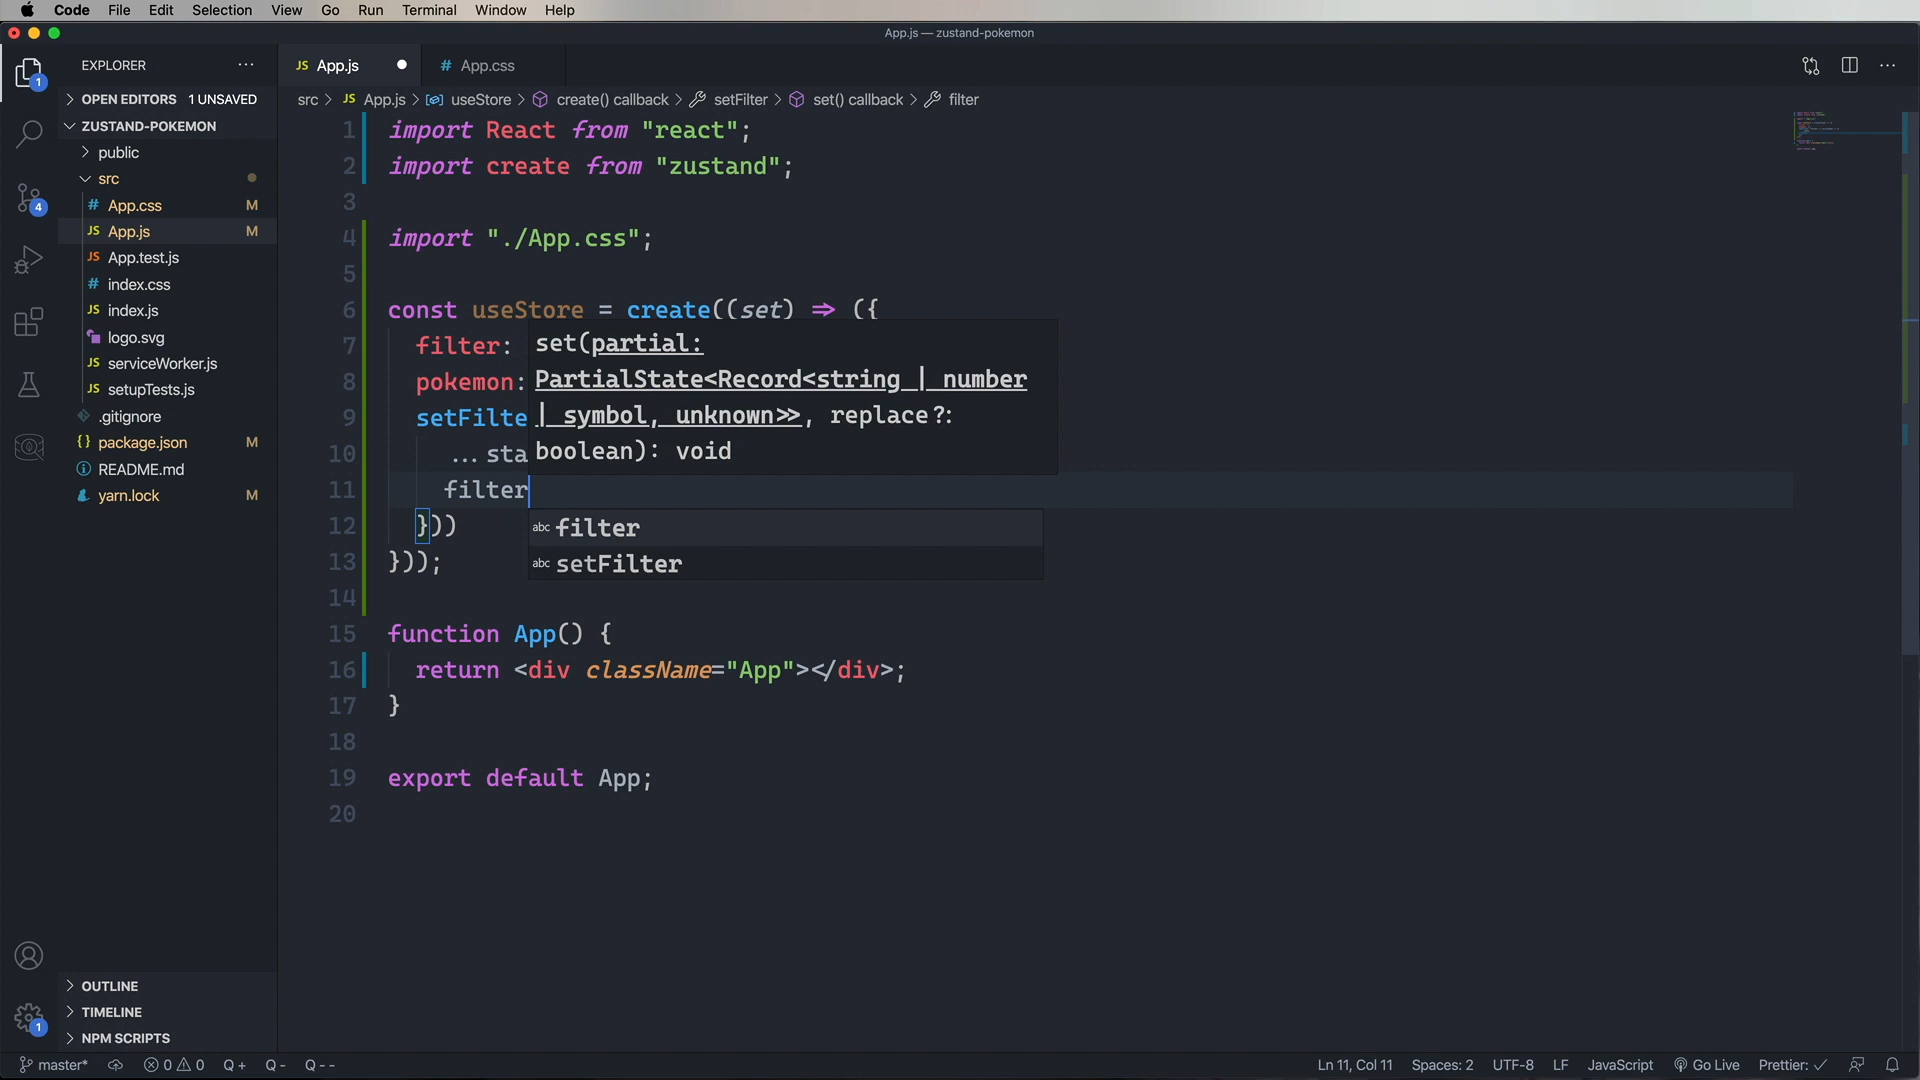 Code File Edit Selection View Go Run Terminal Window Help
App.js — zustand-pokemon
EXPLORER ···
JS App.js
# App.css
1
OPEN EDITORS 1 UNSAVED
src > JS App.js > useStore > create() callback > setFilter > set() callback > filter
ZUSTAND-POKEMON
public
src
# App.css M
JS App.js M
JS App.test.js
# index.css
JS index.js
logo.svg
JS serviceWorker.js
JS setupTests.js
.gitignore
{} package.json M
README.md
yarn.lock M
4
1 import React from "react";
2 import create from "zustand";
3
4 import "./App.css";
5
6 const useStore = create((set) => ({
7 filter:
8 pokemon:
9 setFilte
10 ...sta
11 filter
12 }))
13 }));
14
15 function App() {
16 return <div className="App"></div>;
17 }
18
19 export default App;
20
set(partial:
PartialState<Record<string | number
| symbol, unknown>>, replace?:
boolean): void
abc filter
abc setFilter
OUTLINE
TIMELINE
NPM SCRIPTS
1
master* 0 0 Q + Q - Q - - Ln 11, Col 11 Spaces: 2 UTF-8 LF JavaScript Go Live Prettier: ✓